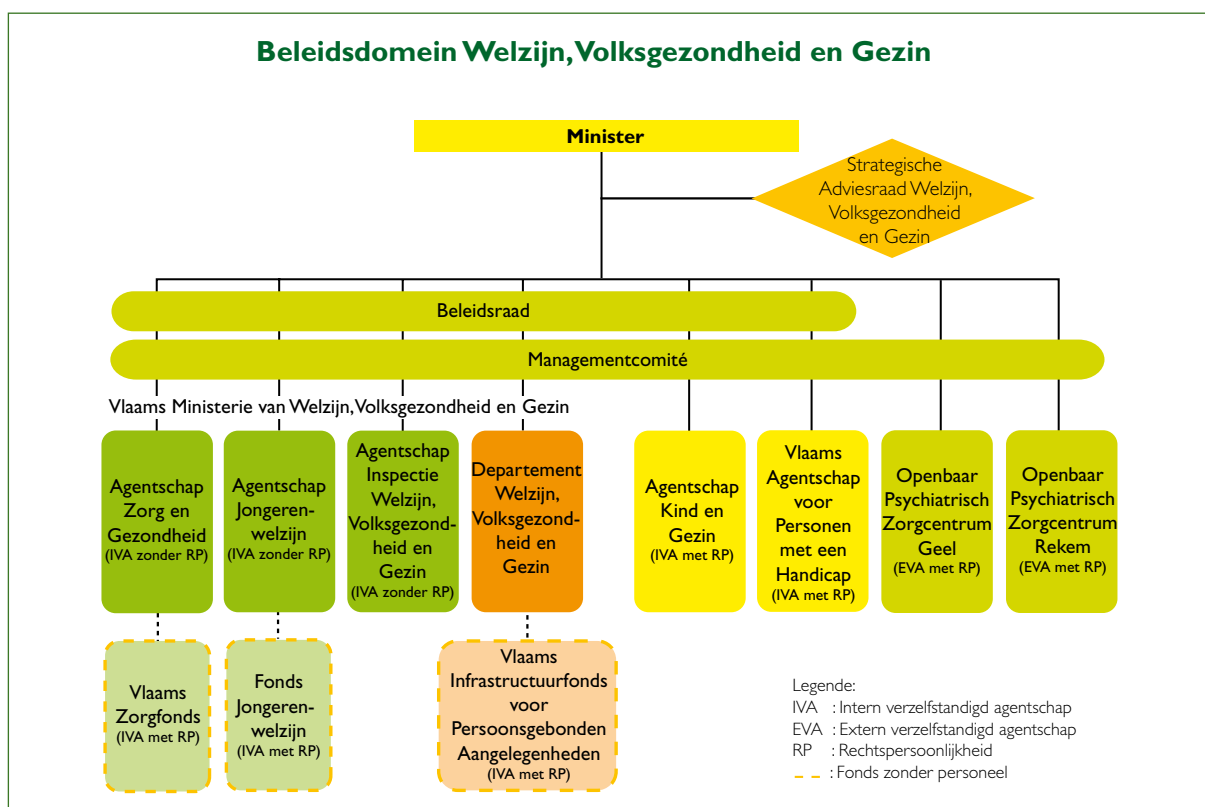 Beleidsdomein Welzijn, Volksgezondheid en Gezin
Minister
Strategische
Adviesraad Welzijn,
Volksgezondheid
en Gezin
Beleidsraad
Managementcomité
Vlaams Ministerie van Welzijn, Volksgezondheid en Gezin
Agentschap
Zorg en
Gezondheid
(IVA zonder RP)
Agentschap
Jongeren-
welzijn
(IVA zonder RP)
Agentschap
Inspectie
Welzijn,
Volksgezond-
heid en
Gezin
(IVA zonder RP)
Departement
Welzijn,
Volksgezond-
heid en
Gezin
Agentschap
Kind en
Gezin
(IVA met RP)
Vlaams
Agentschap
voor
Personen
met een
Handicap
(IVA met RP)
Openbaar
Psychiatrisch
Zorgcentrum
Geel
(EVA met RP)
Openbaar
Psychiatrisch
Zorgcentrum
Rekem
(EVA met RP)
Vlaams
Zorgfonds
(IVA met RP)
Fonds
Jongeren-
welzijn
(IVA met RP)
Vlaams
Infrastructuurfonds
voor
Persoonsgebonden
Aangelegenheden
(IVA met RP)
Legende:
IVA : Intern verzelfstandigd agentschap
EVA : Extern verzelfstandigd agentschap
RP : Rechtspersoonlijkheid
: Fonds zonder personeel